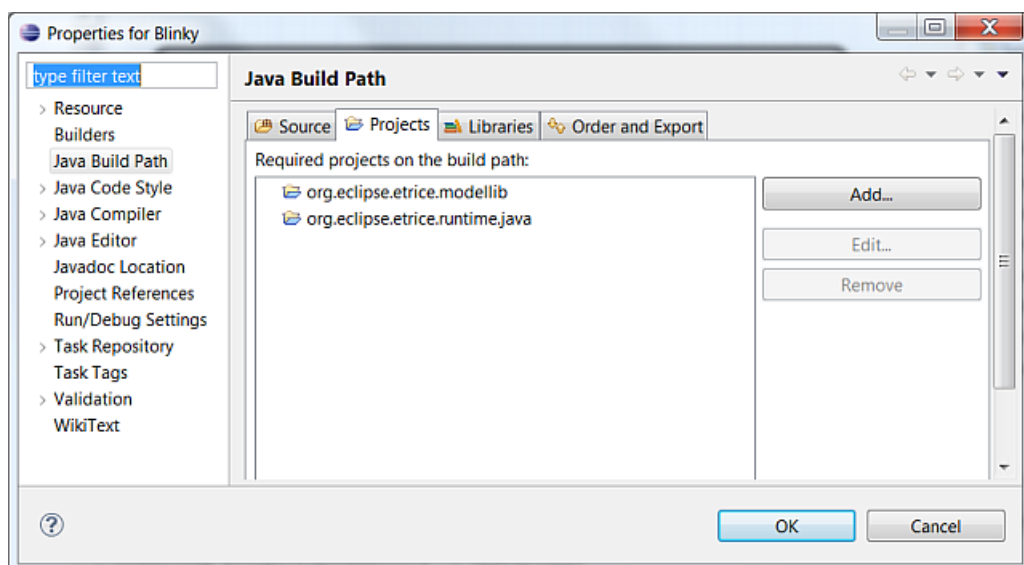 Properties for Blinky
type filter text
Resource
Builders
Java Build Path
Java Code Style
Java Compiler
Java Editor
Javadoc Location
Project References
Run/Debug Settings
Task Repository
Task Tags
Validation
WikiText
Java Build Path
Source Projects Libraries Order and Export
Required projects on the build path:
org.eclipse.etrice.modellib
org.eclipse.etrice.runtime.java
Add...
Edit...
Remove
OK Cancel